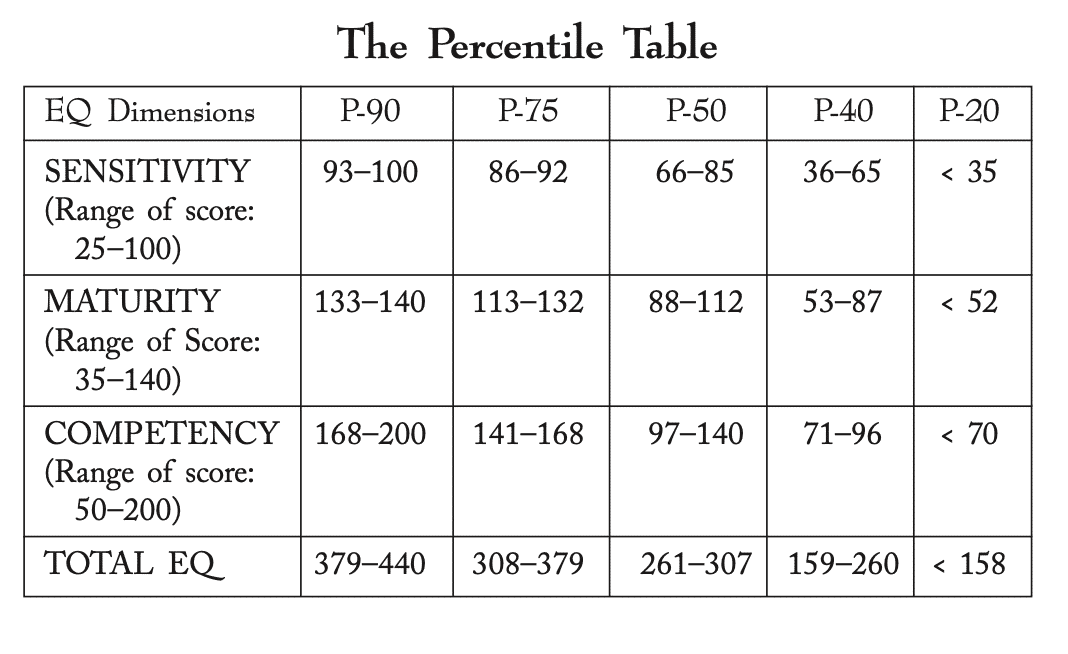 The Percentile Table
EQ Dimensions P-90 P-75 P-50 P-40 P-20
SENSITIVITY 93–100 86–92 66–85 36–65 < 35
(Range of score:
25–100)
MATURITY 133–140 113–132 88–112 53–87 < 52
(Range of Score:
35–140)
COMPETENCY 168–200 141–168 97–140 71–96 < 70
(Range of score:
50–200)
TOTAL EQ 379–440 308–379 261–307 159–260 < 158